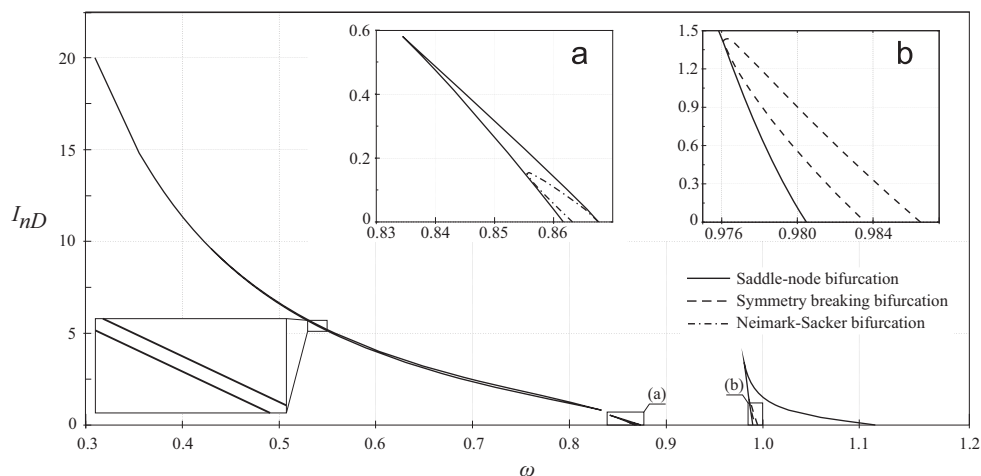 20
15
10
5
0
I_nD
0.3 0.4 0.5 0.6 0.7 0.8 0.9 1.0 1.1 1.2
ω
a
0.6
0.4
0.2
0
0.83 0.84 0.85 0.86
b
1.5
1.2
0.9
0.6
0.3
0
0.976 0.980 0.984
Saddle-node bifurcation
Symmetry breaking bifurcation
Neimark-Sacker bifurcation
(a)
(b)